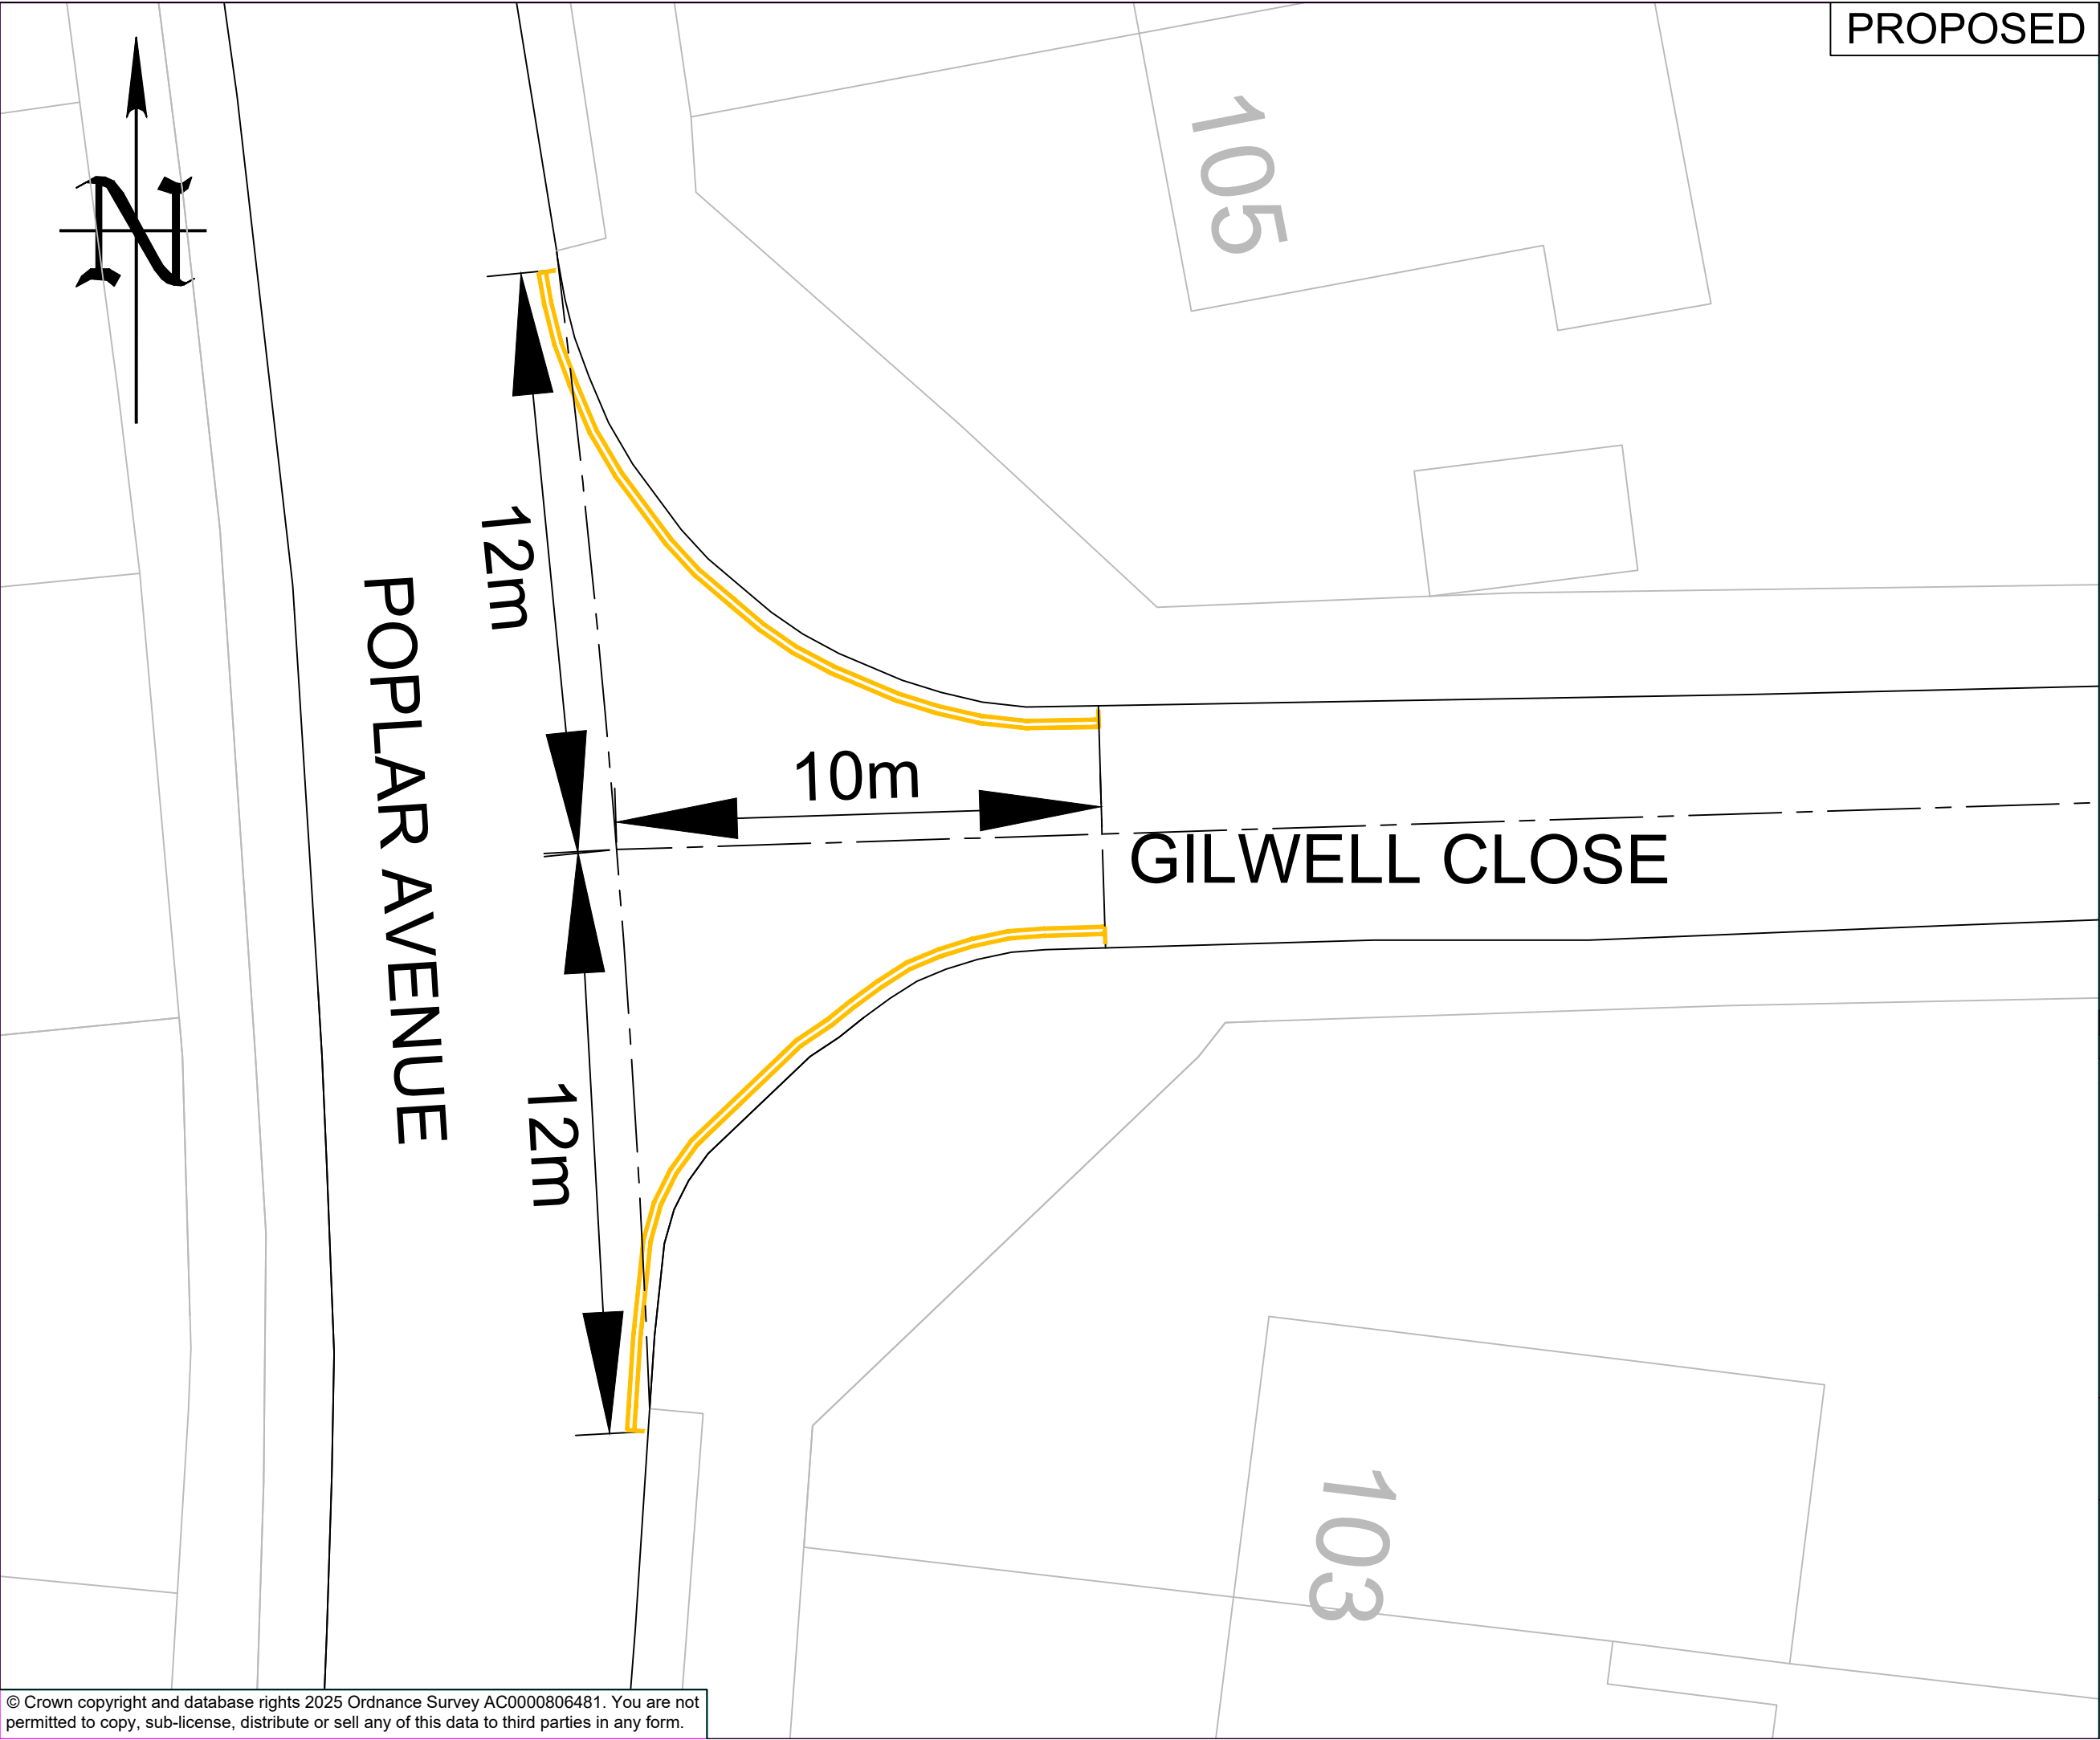 PROPOSED
N
105
12m
POPLAR AVENUE
10m
GILWELL CLOSE
12m
103
© Crown copyright and database rights 2025 Ordnance Survey AC0000806481. You are not
permitted to copy, sub-license, distribute or sell any of this data to third parties in any form.